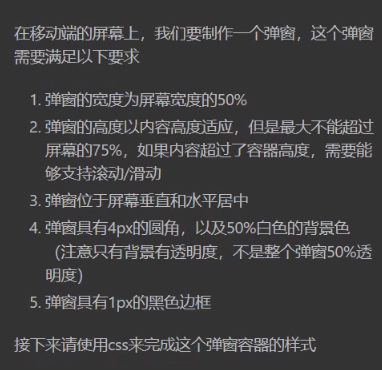 在移动端的屏幕上，我们要制作一个弹窗，这个弹窗
需要满足以下要求
1. 弹窗的宽度为屏幕宽度的50%
2. 弹窗的高度以内容高度适应，但是最大不能超过
屏幕的75%，如果内容超过了容器高度，需要能
够支持滚动/滑动
3. 弹窗位于屏幕垂直和水平居中
4. 弹窗具有4px的圆角，以及50%白色的背景色
（注意只有背景有透明度，不是整个弹窗50%透
明度）
5. 弹窗具有1px的黑色边框
接下来请使用css来完成这个弹窗容器的样式